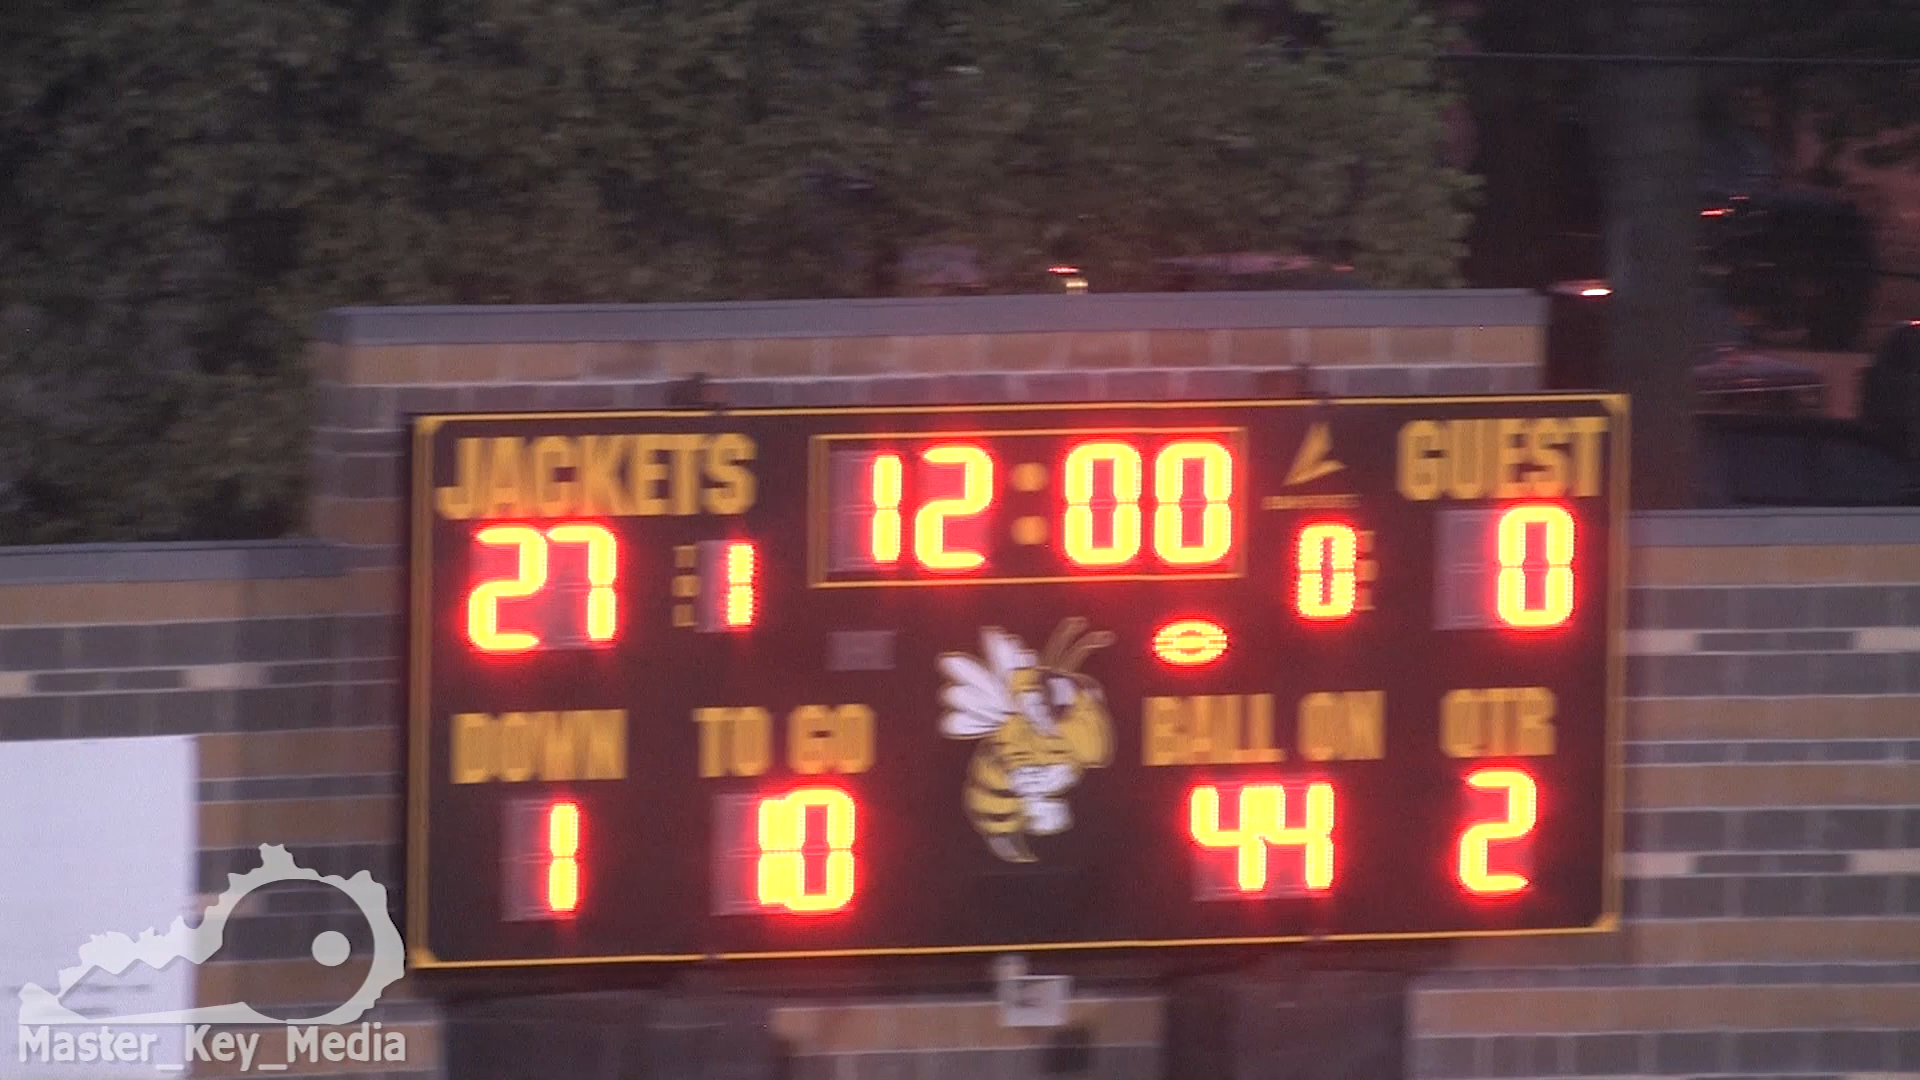 JACKETS 12:00 GUEST
27 1 0 0
DOWN TO GO BALL ON QTR
1 10 44 2
Master_Key_Media